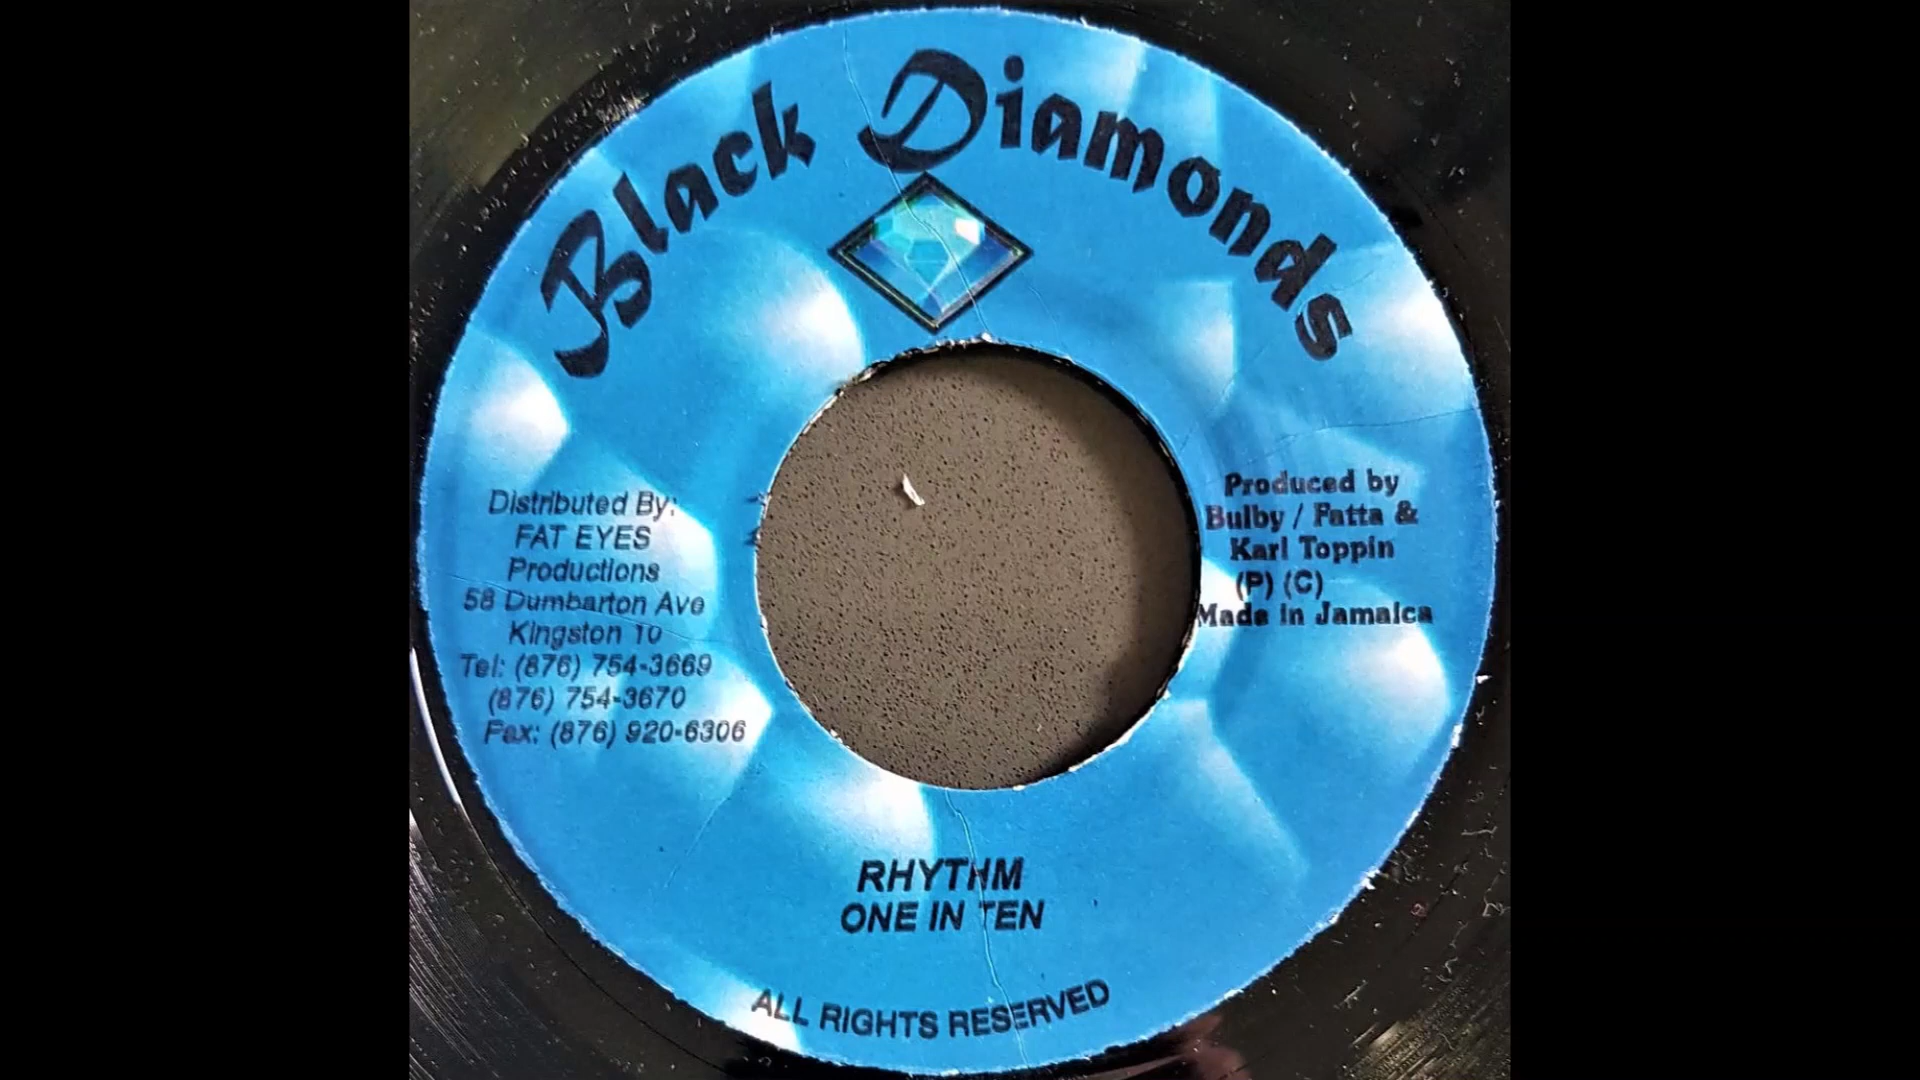 Black Diamonds
Distributed By:
FAT EYES
Productions
58 Dumbarton Ave
Kingston 10
Tel: (876) 754-3669
(876) 754-3670
Fax: (876) 920-6306
Produced by
Bulby / Fatta &
Karl Toppin
(P) (C)
Made in Jamaica
RHYTHM
ONE IN TEN
ALL RIGHTS RESERVED